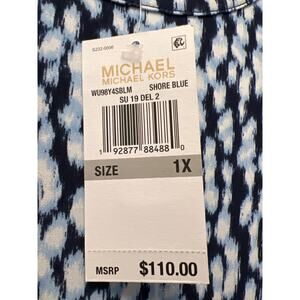 S232-0006
MICHAEL
MICHAEL KORS
WU98Y4S8LM SHORE BLUE
SU 19 DEL 2
1 92877 88488 0
SIZE 1X
MSRP $110.00